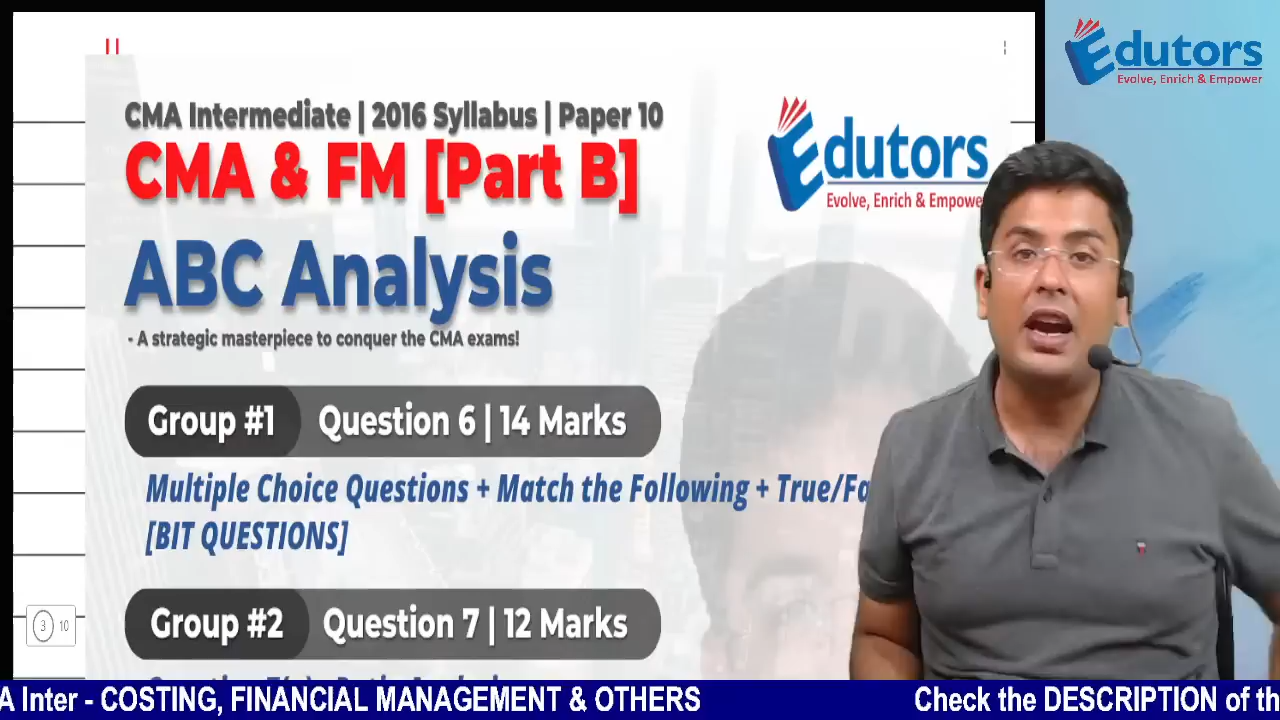 CMA Intermediate | 2016 Syllabus | Paper 10
CMA & FM [Part B]
ABC Analysis
- A strategic masterpiece to conquer the CMA exams!
Edutors
Evolve, Enrich & Empowe
Edutors
Evolve, Enrich & Empower
Group #1 Question 6 | 14 Marks
Multiple Choice Questions + Match the Following + True/Fa
[BIT QUESTIONS]
Group #2 Question 7 | 12 Marks
3 10
A Inter - COSTING, FINANCIAL MANAGEMENT & OTHERS Check the DESCRIPTION of th